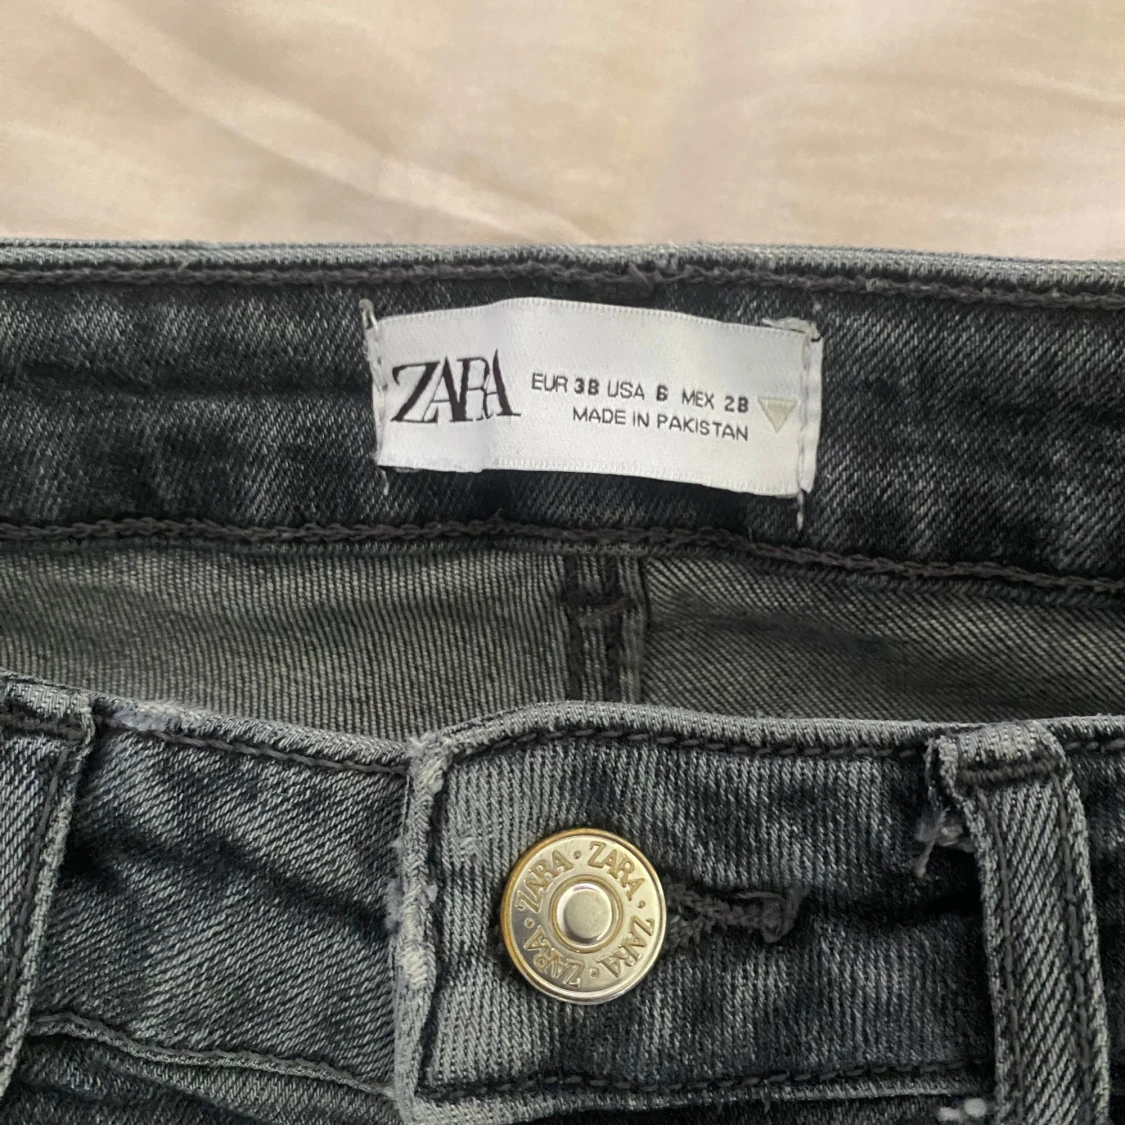 ZARA
EUR 38 USA 6 MEX 28
MADE IN PAKISTAN
ZARA · ZARA · ZARA · ZARA ·